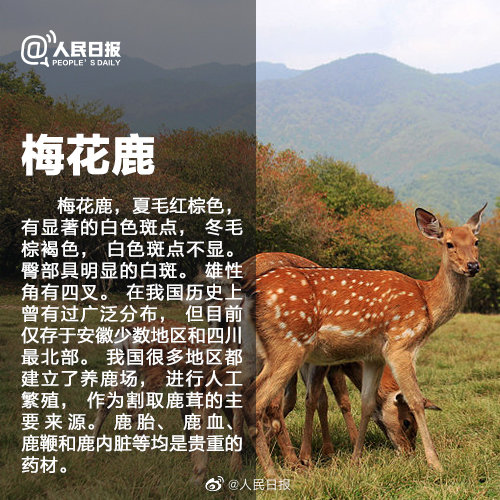 @人民日报
PEOPLE'S DAILY
梅花鹿
梅花鹿，夏毛红棕色，
有显著的白色斑点， 冬毛
棕褐色， 白色斑点不显。
臀部具明显的白斑。 雄性
角有四叉。 在我国历史上
曾有过广泛分布， 但目前
仅存于安徽少数地区和四川
最北部。 我国很多地区都
建立了养鹿场， 进行人工
繁殖， 作为割取鹿茸的主
要来源。 鹿胎、 鹿血、
鹿鞭和鹿内脏等均是贵重的
药材。
@人民日报